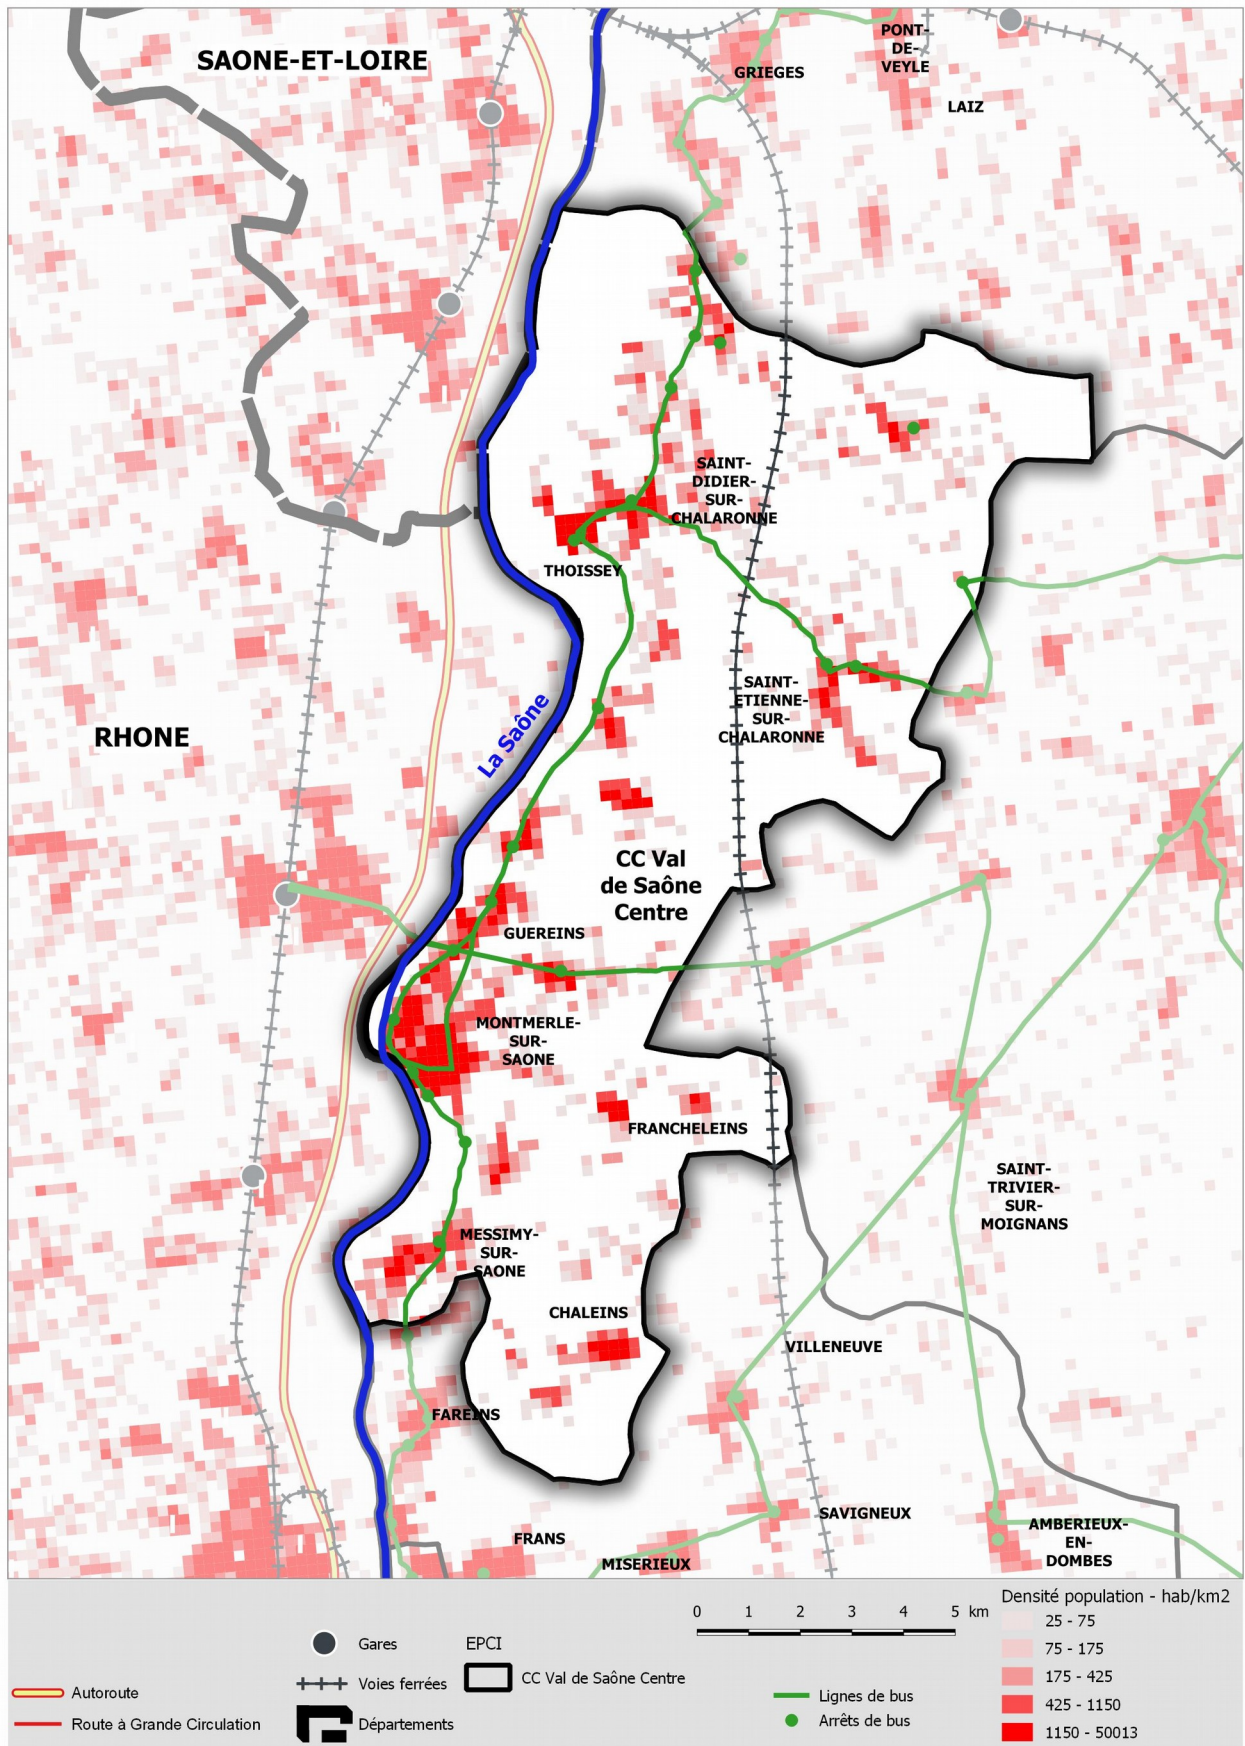 SAONE-ET-LOIRE
PONT-
DE-
VEYLE
GRIEGES
LAIZ
SAINT-
DIDIER-
SUR-
CHALARONNE
THOISSEY
SAINT-
ETIENNE-
SUR-
CHALARONNE
RHONE
La Saône
CC Val
de Saône
Centre
GUEREINS
MONTMERLE-
SUR-
SAONE
FRANCHELEINS
SAINT-
TRIVIER-
SUR-
MOIGNANS
MESSIMY-
SUR-
SAONE
CHALEINS
VILLENEUVE
FAREINS
SAVIGNEUX
FRANS
MISERIEUX
AMBERIEUX-
EN-
DOMBES
Autoroute
Route à Grande Circulation
Gares
Voies ferrées
Départements
EPCI
CC Val de Saône Centre
0 1 2 3 4 5 km
Lignes de bus
Arrêts de bus
Densité population - hab/km2
25 - 75
75 - 175
175 - 425
425 - 1150
1150 - 50013